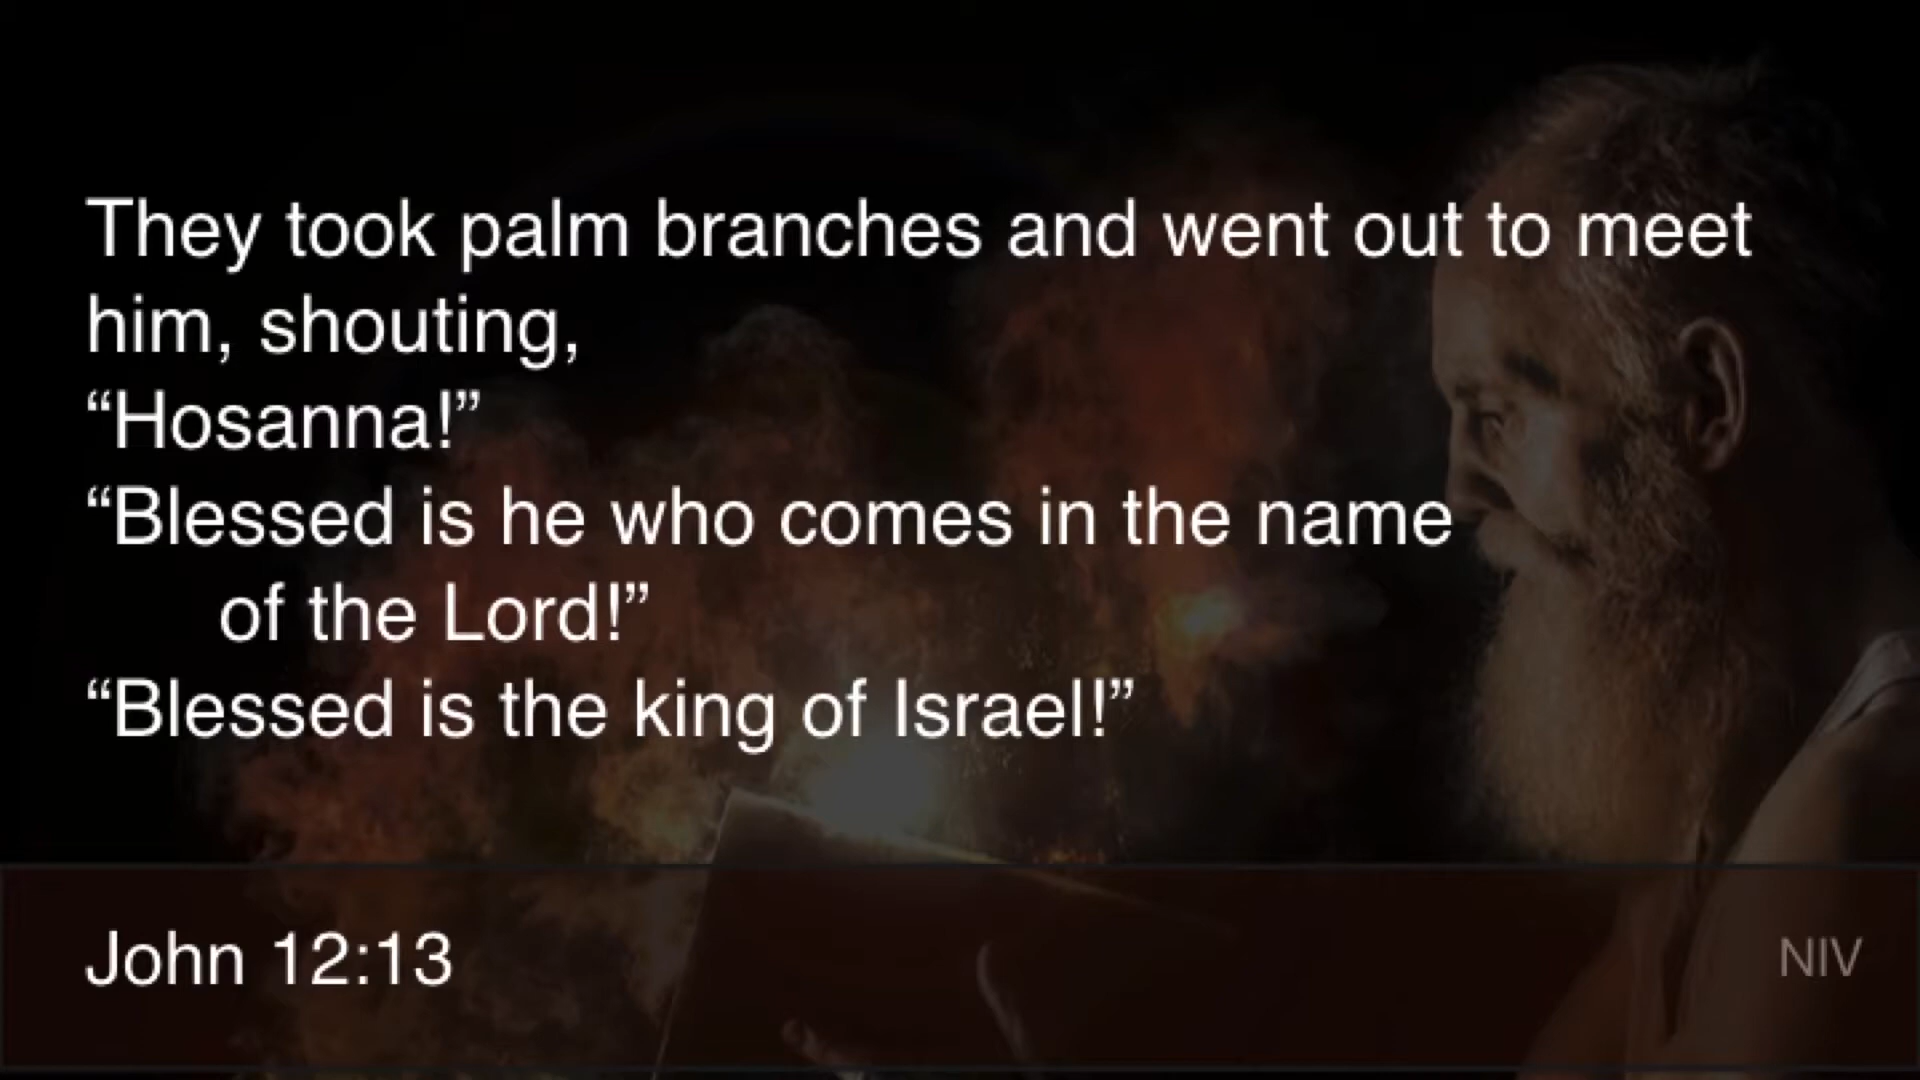 They took palm branches and went out to meet
him, shouting,
“Hosanna!”
“Blessed is he who comes in the name
of the Lord!”
“Blessed is the king of Israel!”
John 12:13
NIV